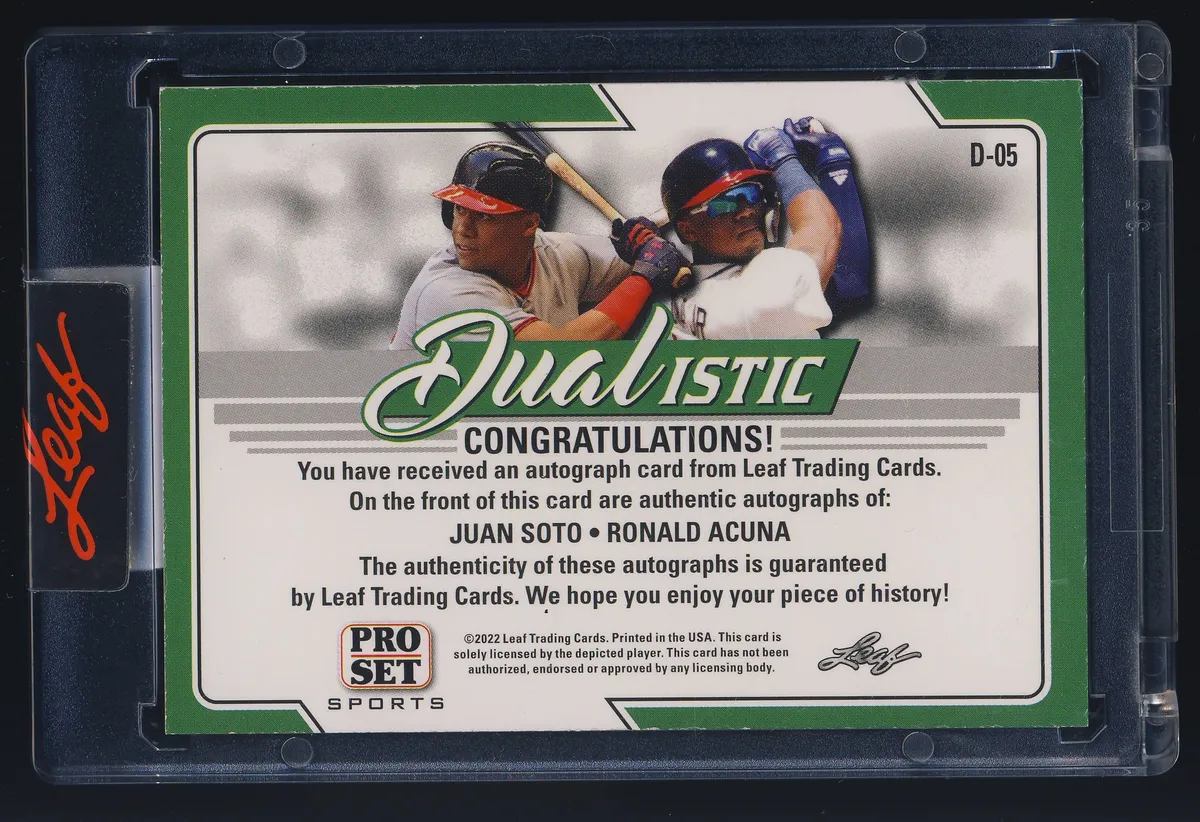 D-05
Dualistic
CONGRATULATIONS!
You have received an autograph card from Leaf Trading Cards.
On the front of this card are authentic autographs of:
JUAN SOTO • RONALD ACUNA
The authenticity of these autographs is guaranteed
by Leaf Trading Cards. We hope you enjoy your piece of history!
PRO
SET
SPORTS
©2022 Leaf Trading Cards. Printed in the USA. This card is
solely licensed by the depicted player. This card has not been
authorized, endorsed or approved by any licensing body.
Leaf
Leaf